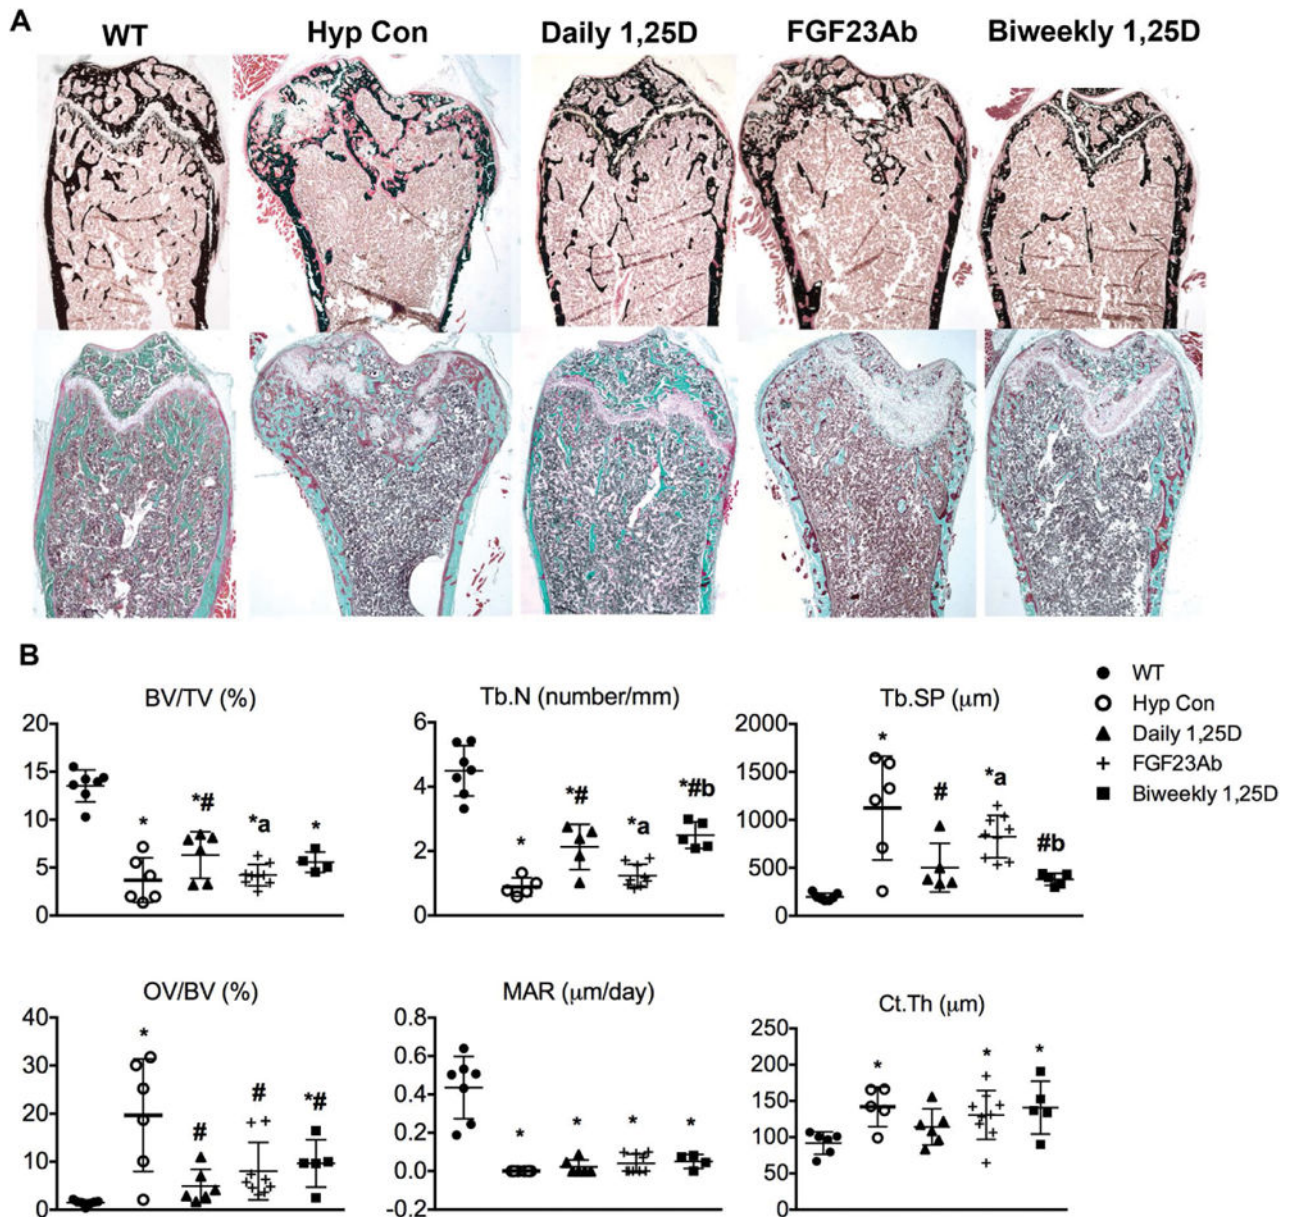 A
WT Hyp Con Daily 1,25D FGF23Ab Biweekly 1,25D
B
WT
Hyp Con
Daily 1,25D
FGF23Ab
Biweekly 1,25D
BV/TV (%)
20
15
10
5
0
* *# *a *
Tb.N (number/mm)
6
4
2
0
* *# *a *#b
Tb.SP (μm)
2000
1500
1000
500
0
* # *a #b
OV/BV (%)
40
30
20
10
0
* # # *#
MAR (μm/day)
0.8
0.6
0.4
0.2
0.0
-0.2
* * * *
Ct.Th (μm)
250
200
150
100
50
0
* * *